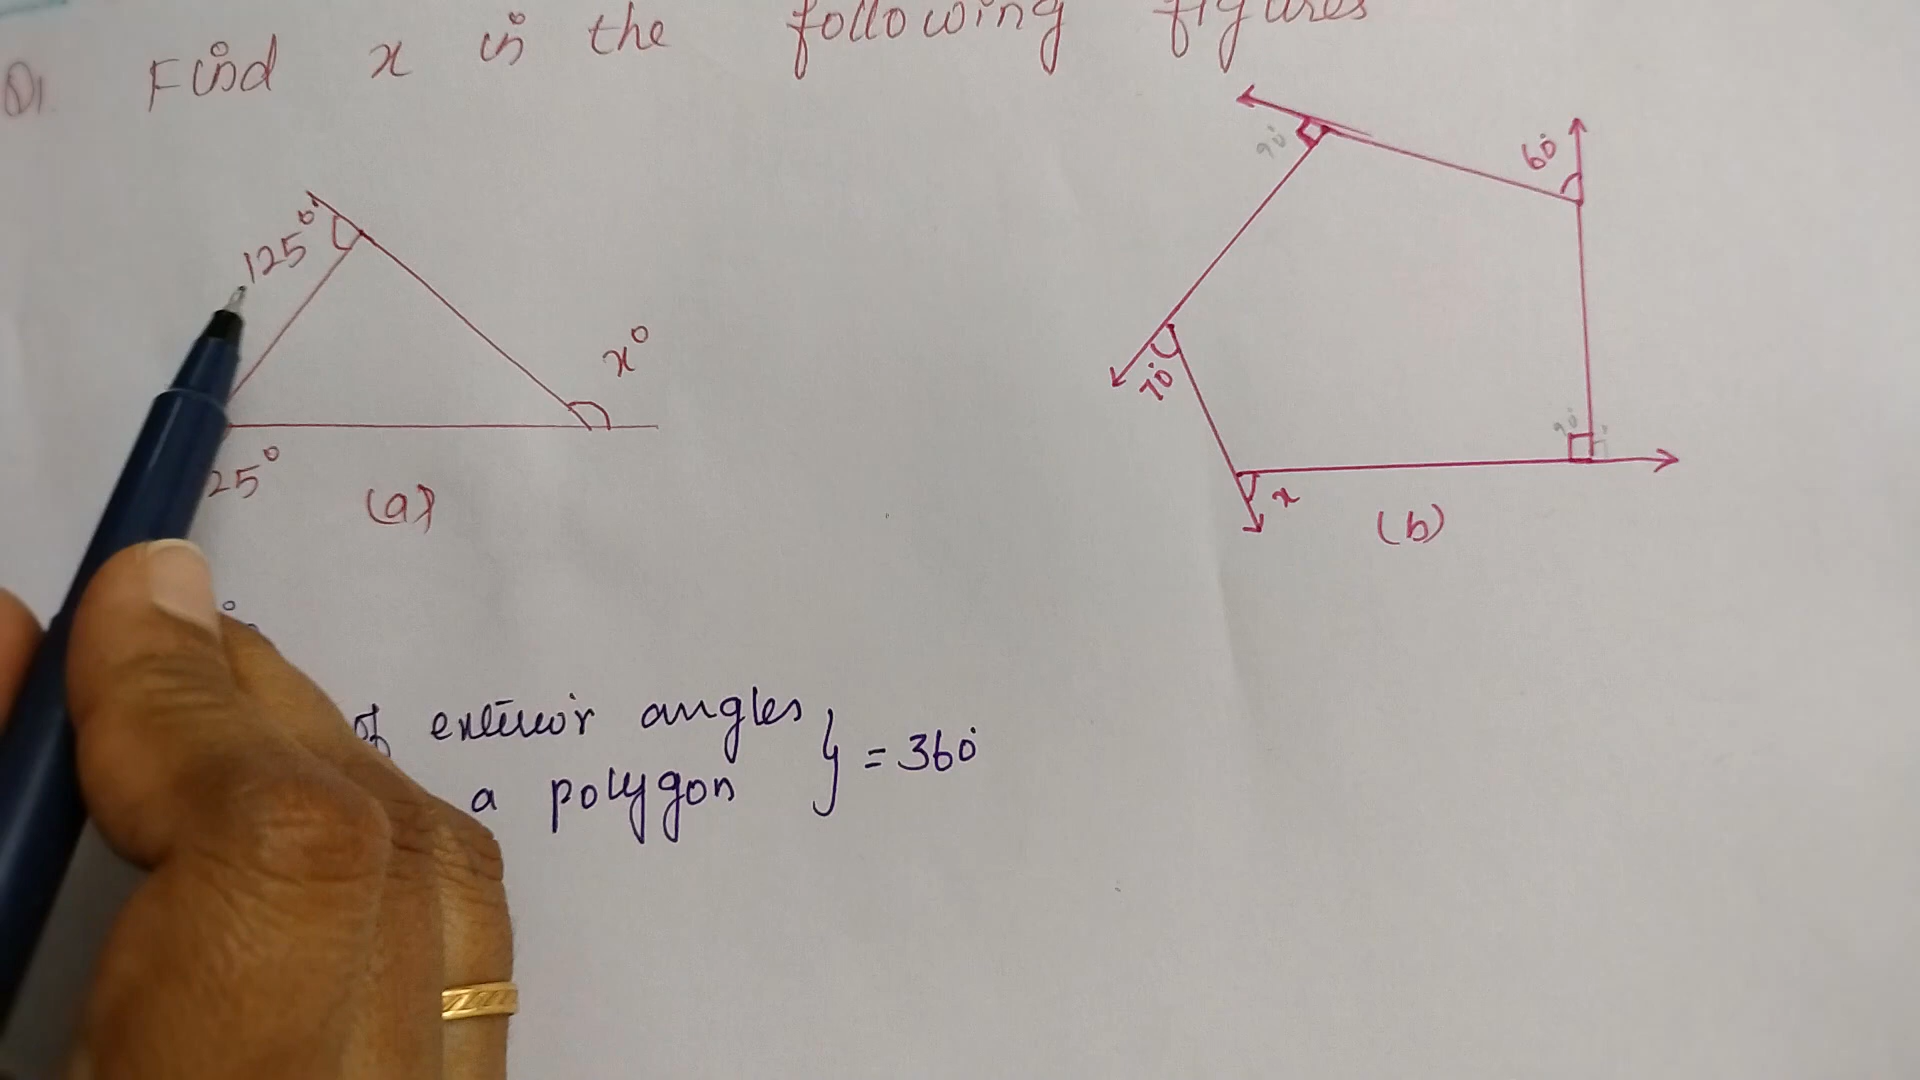 Q1 Find x in the following figures
125°
x°
25°
(a)
90°
60°
70°
90°
x
(b)
of exterior angles
a polygon } = 360°